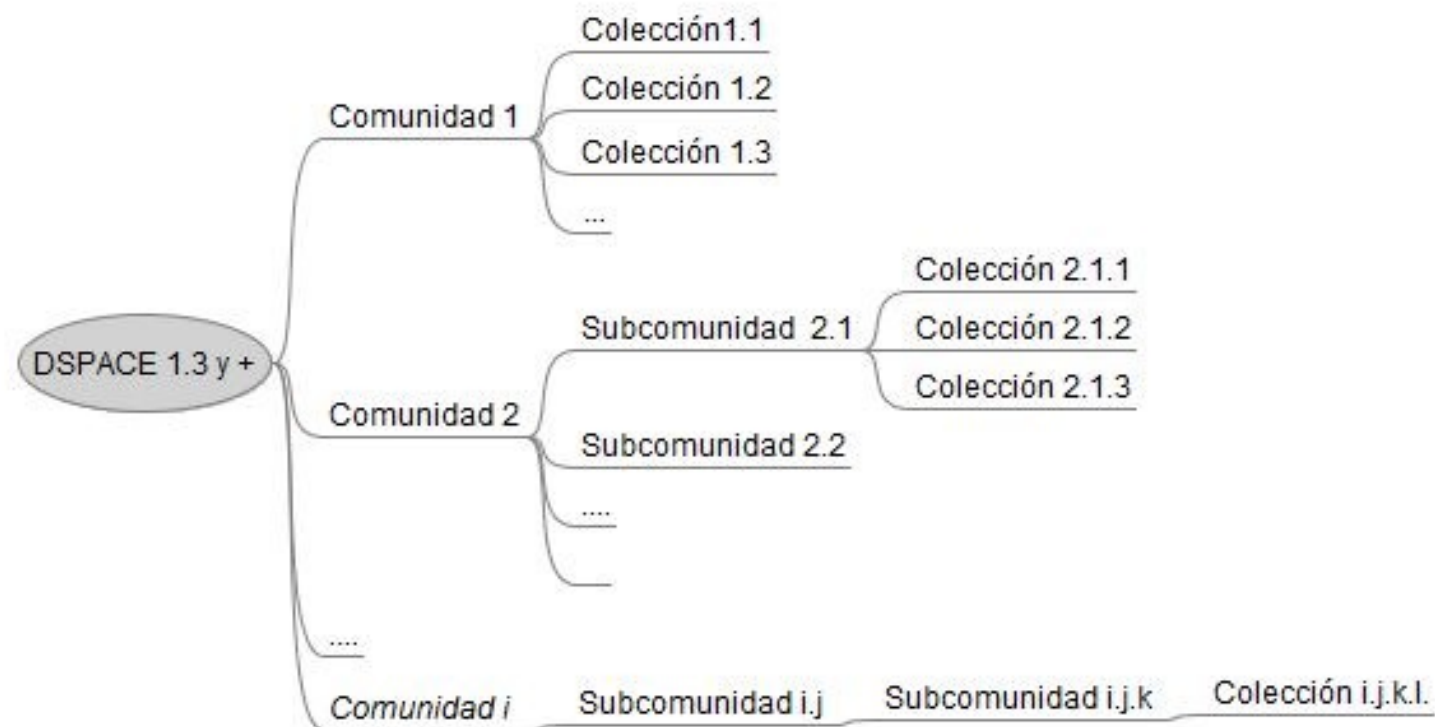 DSPACE 1.3 y +
Comunidad 1
Colección1.1
Colección 1.2
Colección 1.3
...
Comunidad 2
Subcomunidad  2.1
Colección 2.1.1
Colección 2.1.2
Colección 2.1.3
Subcomunidad 2.2
....
....
Comunidad i
Subcomunidad i.j
Subcomunidad i.j.k
Colección i.j.k.l.